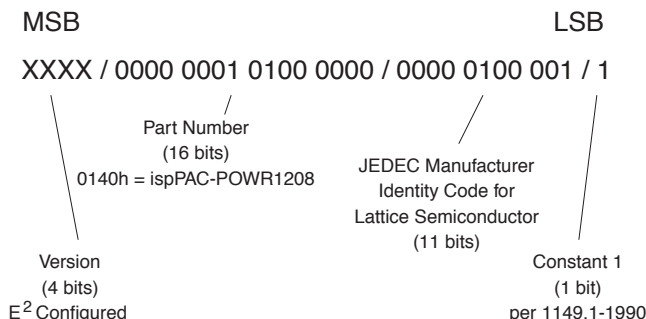 MSB LSB
XXXX / 0000 0001 0100 0000 / 0000 0100 001 / 1
Part Number
(16 bits)
0140h = ispPAC-POWR1208
JEDEC Manufacturer
Identity Code for
Lattice Semiconductor
(11 bits)
Version
(4 bits)
E² Configured
Constant 1
(1 bit)
per 1149.1-1990